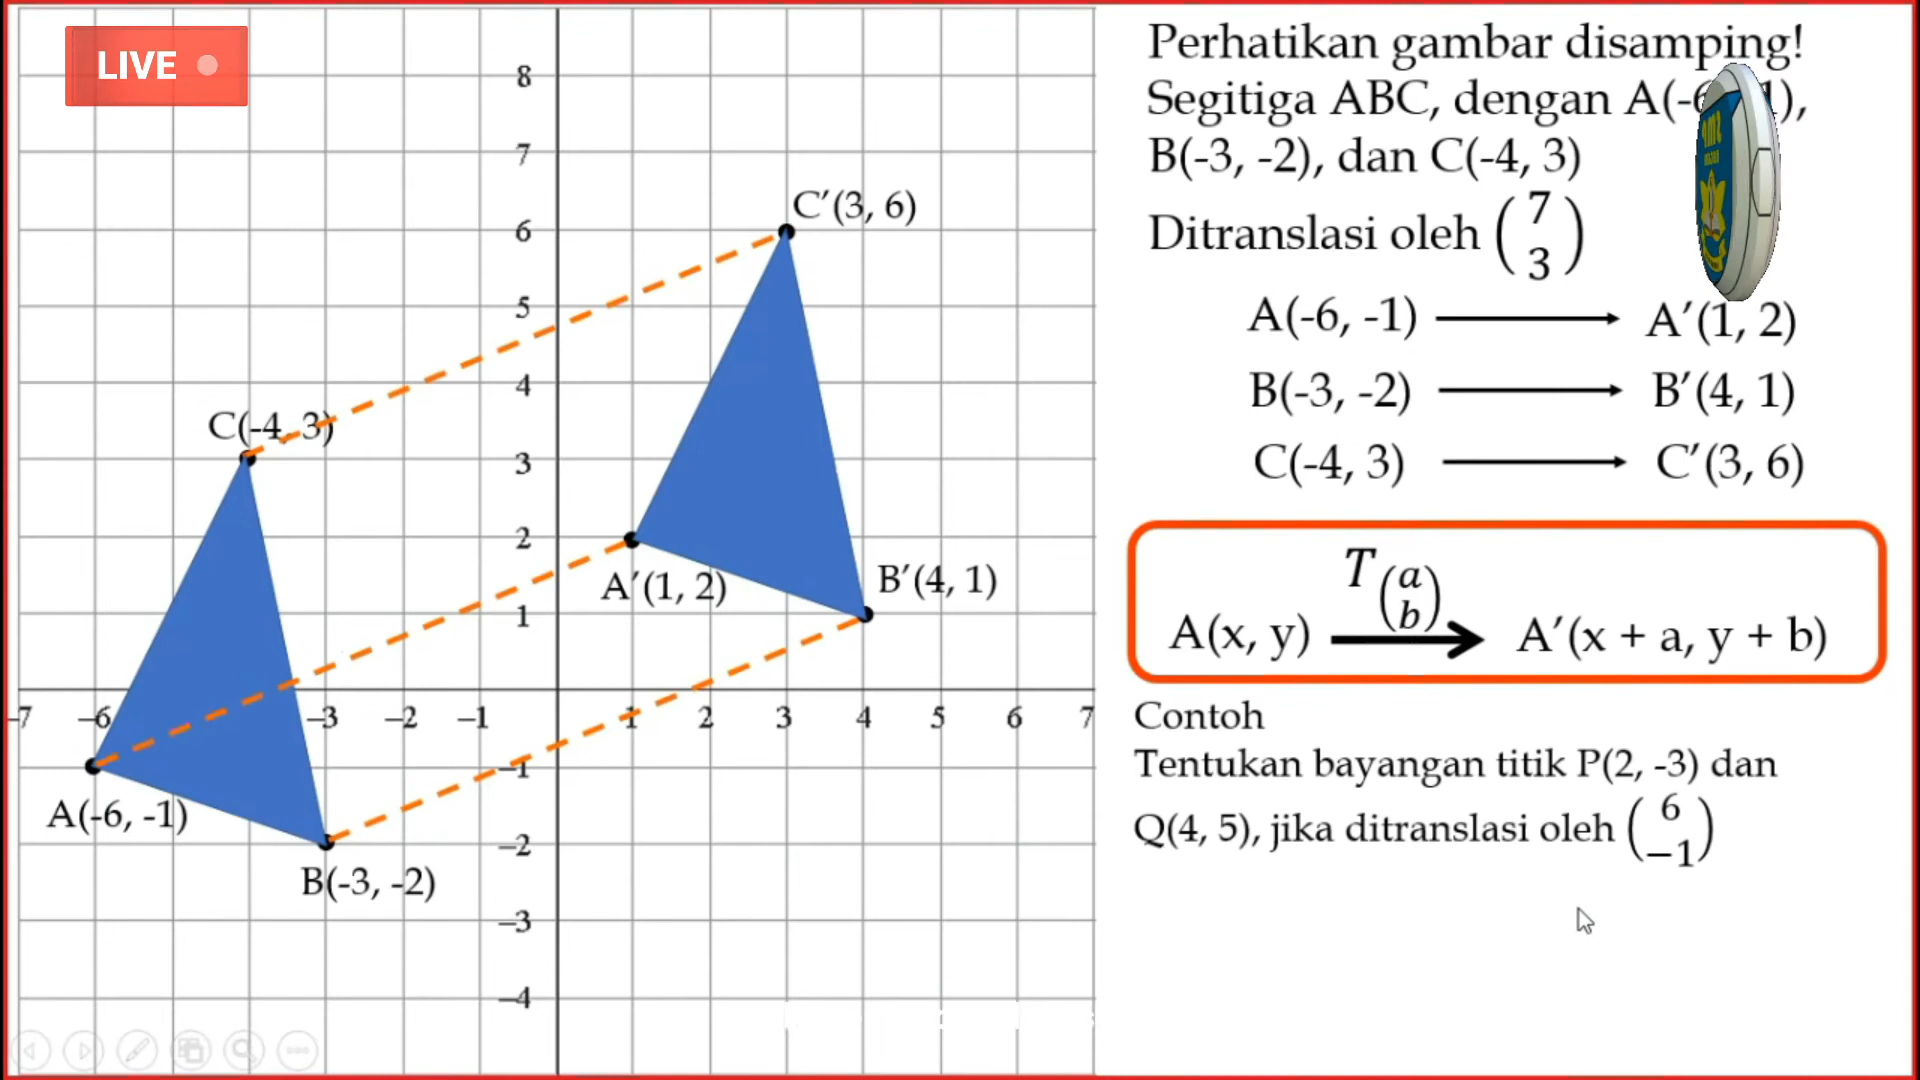 LIVE
Perhatikan gambar disamping!
Segitiga ABC, dengan A(-6, -1),
B(-3, -2), dan C(-4, 3)
Ditranslasi oleh (7
3)
A(-6, -1) → A′(1, 2)
B(-3, -2) → B′(4, 1)
C(-4, 3) → C′(3, 6)
T(a
b)
A(x, y) → A′(x + a, y + b)
Contoh
Tentukan bayangan titik P(2, -3) dan
Q(4, 5), jika ditranslasi oleh (6
−1)
8
7
C′(3, 6)
6
5
4
C(-4, 3)
3
2
A′(1, 2)
B′(4, 1)
1
−7 −6 −3 −2 −1 1 2 3 4 5 6 7
−1
A(-6, -1)
−2
B(-3, -2)
−3
−4
SMP